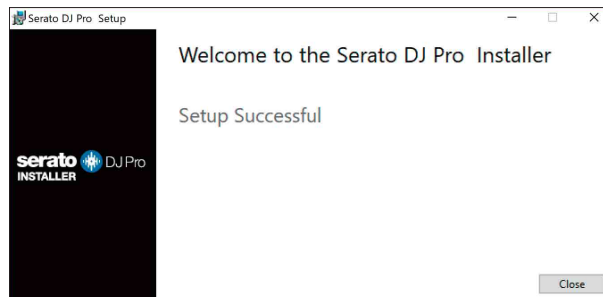 Serato DJ Pro Setup
Welcome to the Serato DJ Pro Installer
Setup Successful
serato DJ Pro
INSTALLER
Close